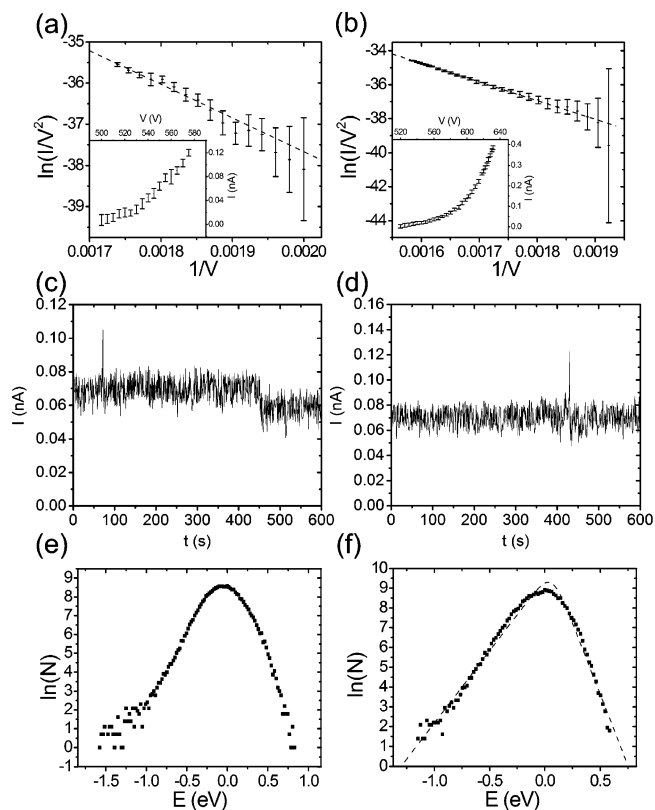 (a)
-35
-36
-37
-38
-39
ln(I/V²)
V (V)
500 520 540 560 580
0.12
0.08
0.04
0.00
I (nA)
0.0017 0.0018 0.0019 0.0020
1/V
(b)
-34
-36
-38
-40
-42
-44
ln(I/V²)
V (V)
520 560 600 640
0.4
0.3
0.2
0.1
0.0
I (nA)
0.0016 0.0017 0.0018 0.0019
1/V
(c)
0.12
0.10
0.08
0.06
0.04
0.02
0.00
I (nA)
0 100 200 300 400 500 600
t (s)
(d)
0.16
0.14
0.12
0.10
0.08
0.06
0.04
0.02
0.00
I (nA)
0 100 200 300 400 500 600
t (s)
(e)
9
8
7
6
5
4
3
2
1
0
-1
ln(N)
-1.5 -1.0 -0.5 0.0 0.5 1.0
E (eV)
(f)
10
9
8
7
6
5
4
3
2
1
0
ln(N)
-1.0 -0.5 0.0 0.5
E (eV)